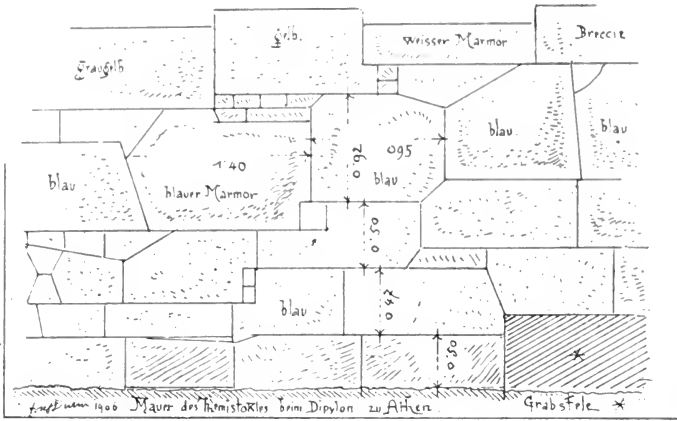 Gelb.
weisser Marmor
Breccie
Graugelb
blau
blau
1·40
0·92
0·95
blau
blau
blauer Marmor
0·50
blau
0·47
0·50
*
1906 Mauer des Themistokles beim Dipylon zu Athen.
GrabsTele *